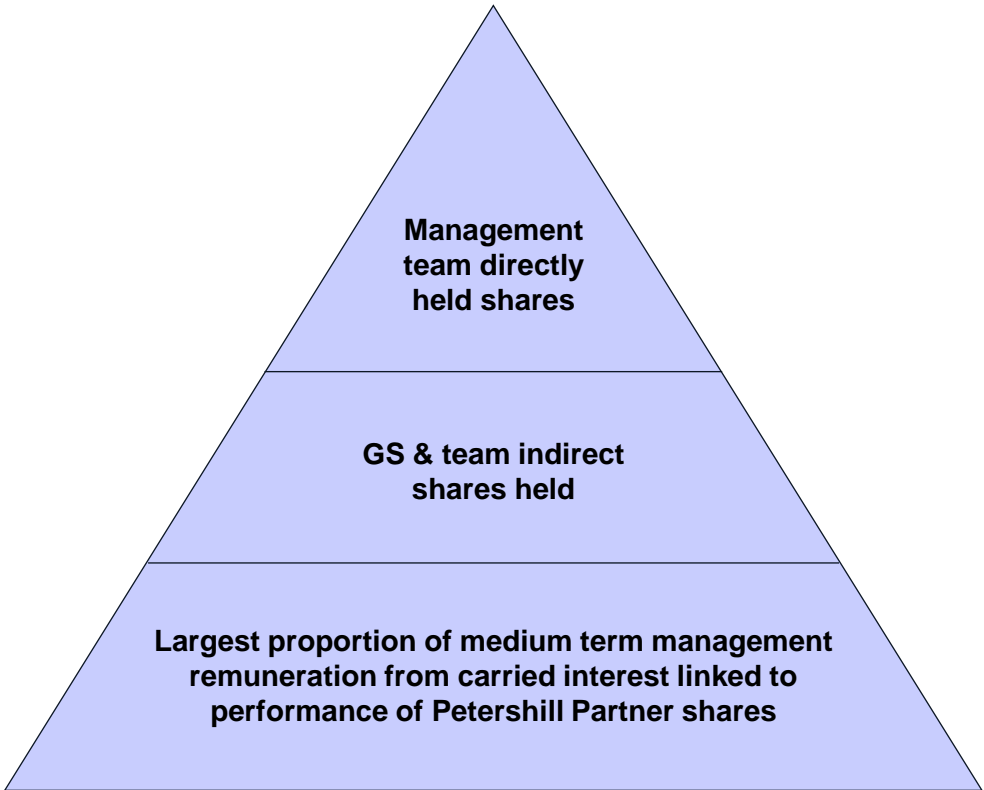 Management
team directly
held shares
GS & team indirect
shares held
Largest proportion of medium term management
remuneration from carried interest linked to
performance of Petershill Partner shares